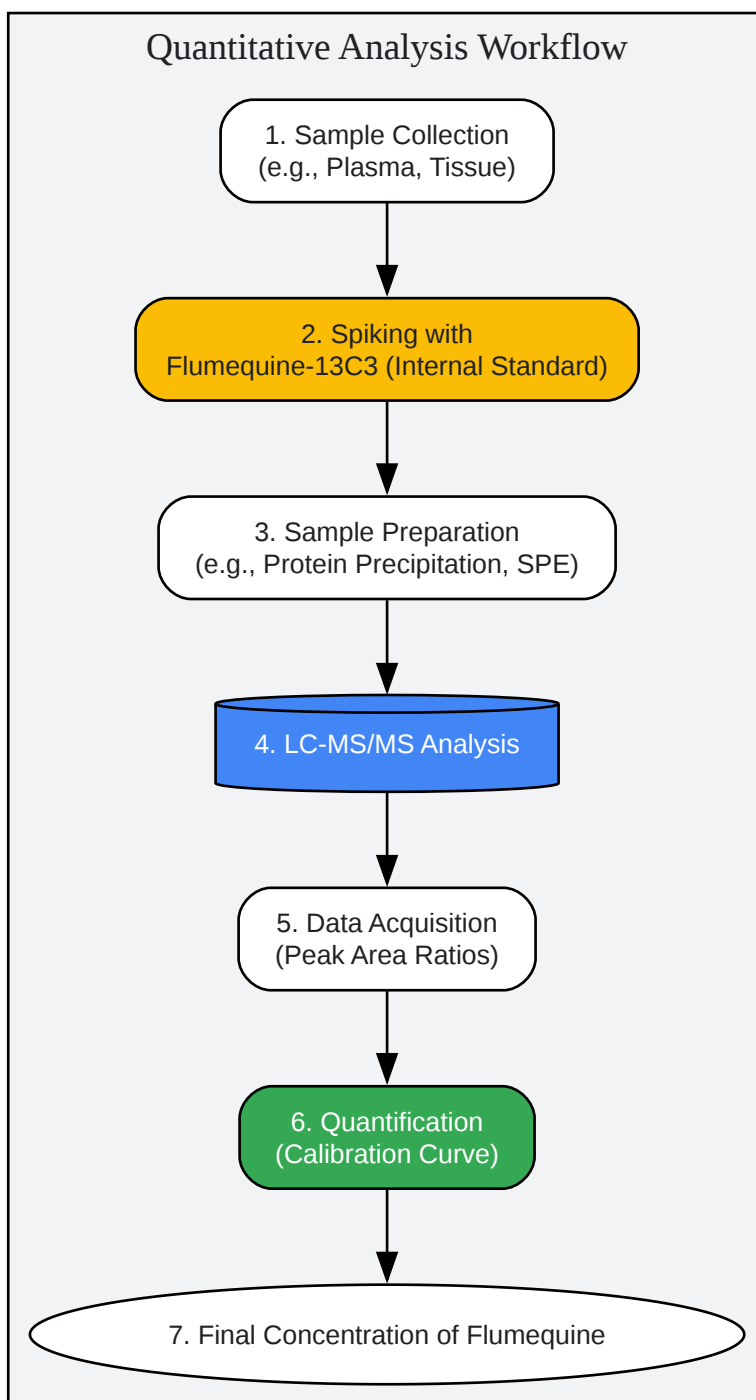 Quantitative Analysis Workflow
1. Sample Collection
(e.g., Plasma, Tissue)
2. Spiking with
Flumequine-13C3 (Internal Standard)
3. Sample Preparation
(e.g., Protein Precipitation, SPE)
4. LC-MS/MS Analysis
5. Data Acquisition
(Peak Area Ratios)
6. Quantification
(Calibration Curve)
7. Final Concentration of Flumequine